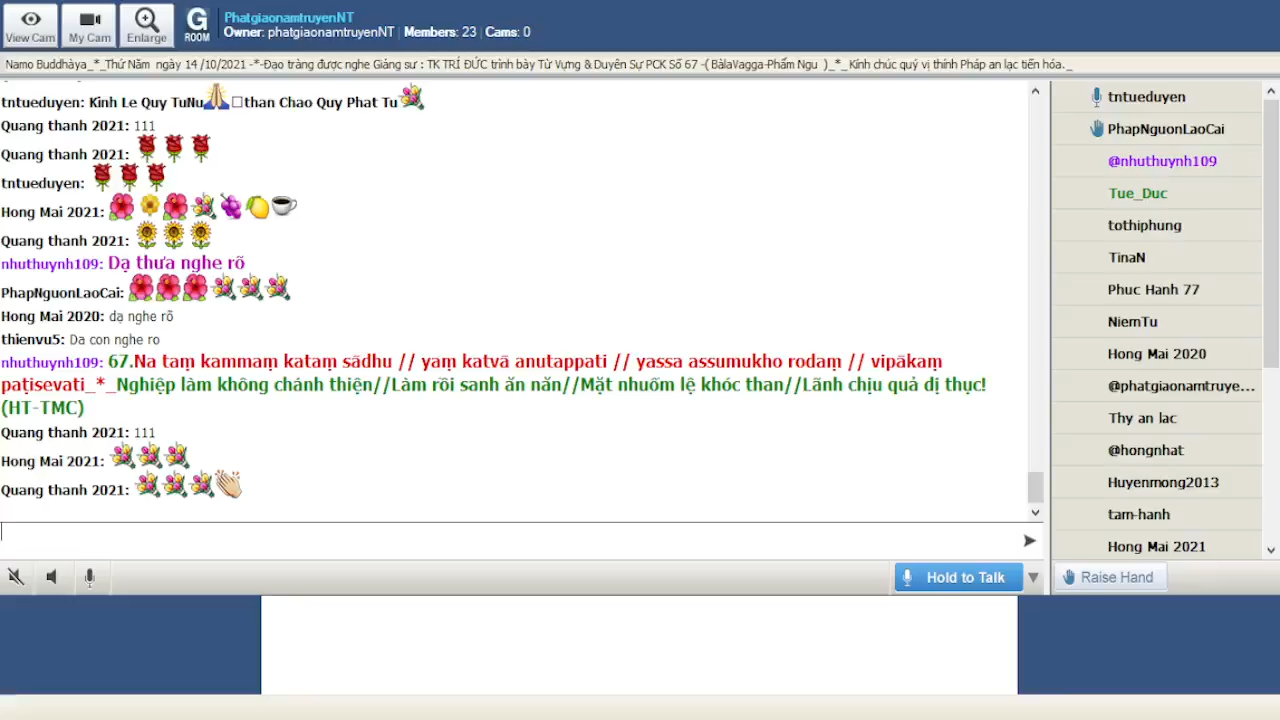 View Cam
My Cam
Enlarge
G
ROOM
PhatgiaonamtruyenNT
Owner: phatgiaonamtruyenNT | Members: 23 | Cams: 0
Namo Buddhàya_*_Thứ Năm ngày 14 /10/2021 -*-Đạo tràng được nghe Giảng sư : TK TRÍ ĐỨC trình bày Từ Vựng & Duyên Sự PCK Số 67 -( BàlaVagga-Phẩm Ngu )_*_ Kính chúc quý vị thính Pháp an lạc tiến hóa._
tntueduyen: Kinh Le Quy TuNu🙏than Chao Quy Phat Tu
Quang thanh 2021: 111
Quang thanh 2021:
tntueduyen:
Hong Mai 2021:
Quang thanh 2021:
nhuthuynh109: Dạ thưa nghe rõ
PhapNguonLaoCai:
Hong Mai 2020: dạ nghe rõ
thienvu5: Da con nghe ro
nhuthuynh109: 67.Na taṃ kammaṃ kataṃ sādhu // yaṃ katvā anutappati // yassa assumukho rodaṃ // vipākaṃ
paṭisevati_*_Nghiệp làm không chánh thiện//Làm rồi sanh ăn năn//Mặt nhuốm lệ khóc than//Lãnh chịu quả dị thục!
(HT-TMC)
Quang thanh 2021: 111
Hong Mai 2021:
Quang thanh 2021:
tntueduyen
PhapNguonLaoCai
@nhuthuynh109
Tue_Duc
tothiphung
TinaN
Phuc Hanh 77
NiemTu
Hong Mai 2020
@phatgiaonamtruye...
Thy an lac
@hongnhat
Huyenmong2013
tam-hanh
Hong Mai 2021
Hold to Talk
Raise Hand